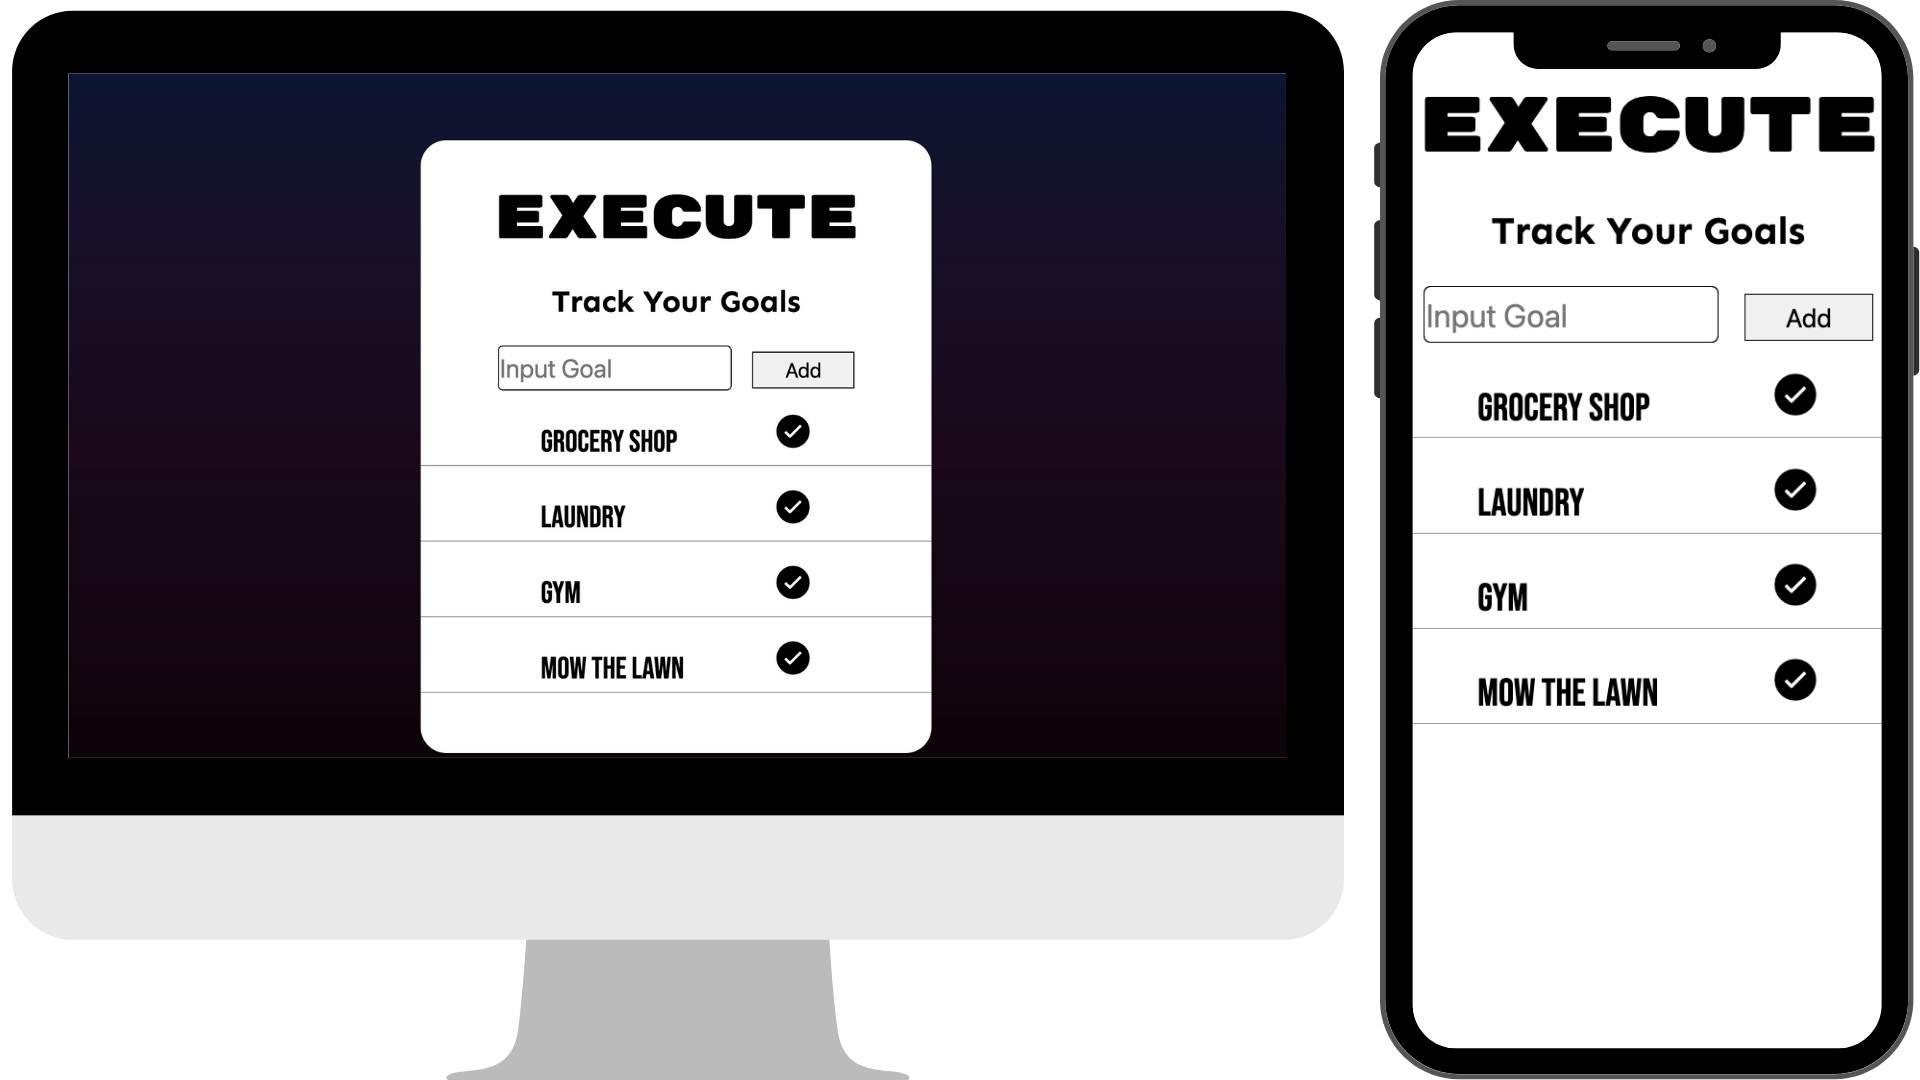 EXECUTE
Track Your Goals
Input Goal Add
GROCERY SHOP
LAUNDRY
GYM
MOW THE LAWN
EXECUTE
Track Your Goals
Input Goal Add
GROCERY SHOP
LAUNDRY
GYM
MOW THE LAWN